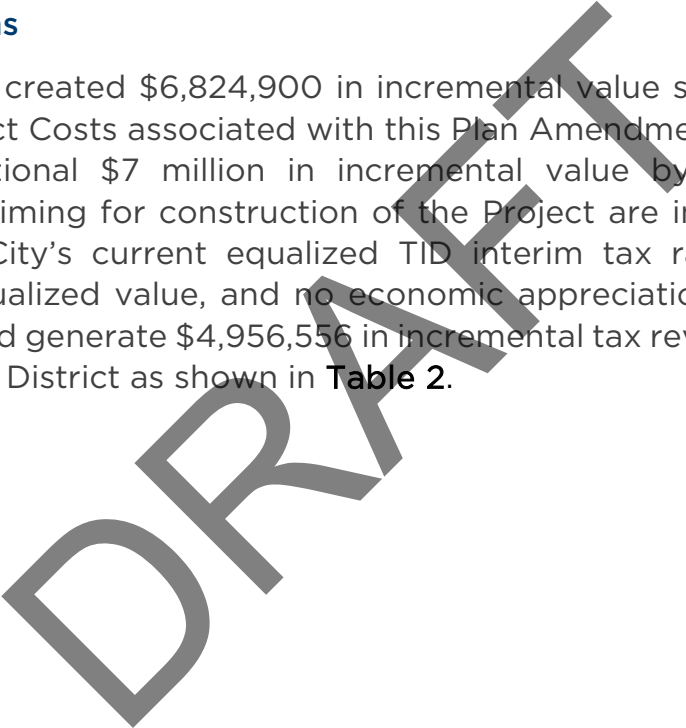 s
created $6,824,900 in incremental value s
ct Costs associated with this Plan Amendme
tional $7 million in incremental value by
iming for construction of the Project are i
City's current equalized TID interim tax r
ualized value, and no economic appreciatio
d generate $4,956,556 in incremental tax rev
District as shown in Table 2.
DRAFT